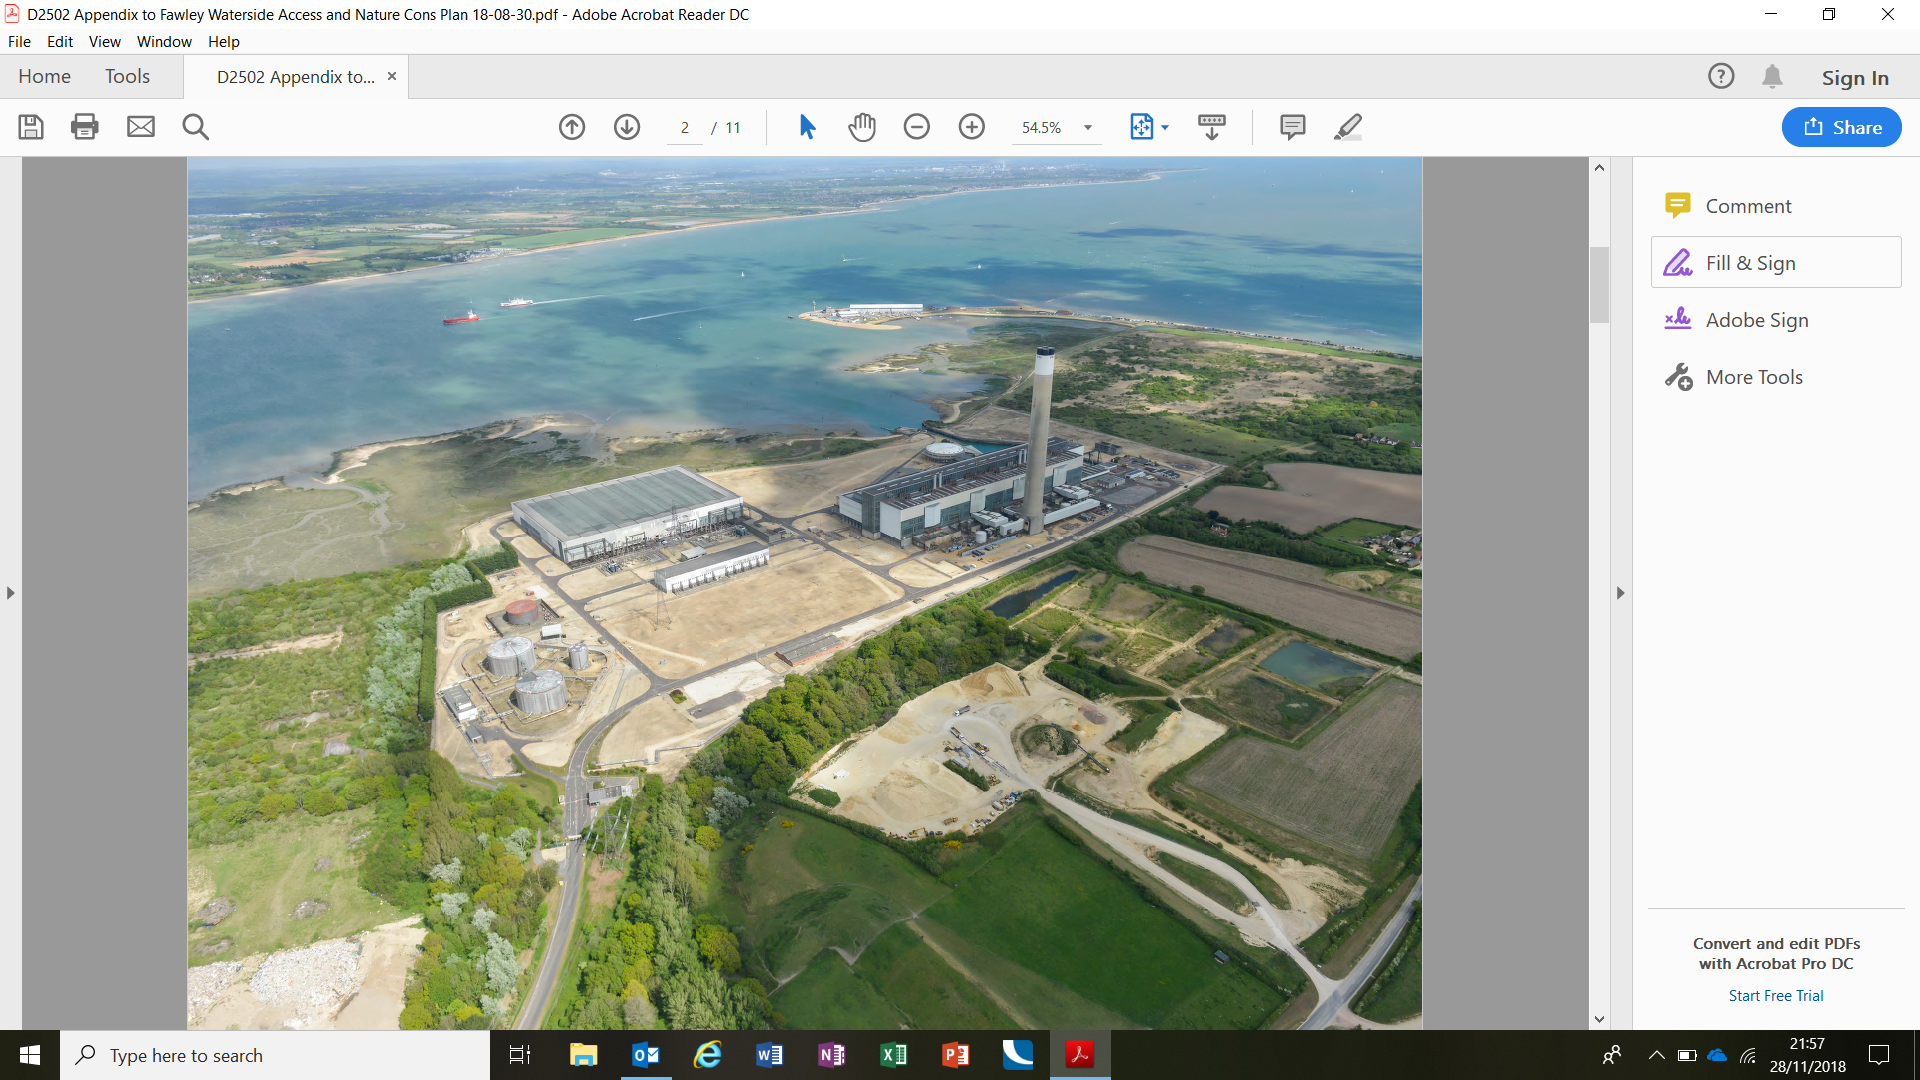 D2502 Appendix to Fawley Waterside Access and Nature Cons Plan 18-08-30.pdf - Adobe Acrobat Reader DC
File Edit View Window Help
Home Tools D2502 Appendix to... × Sign In
2 / 11 54.5% Share
Comment
Fill & Sign
Adobe Sign
More Tools
Convert and edit PDFs
with Acrobat Pro DC
Start Free Trial
Type here to search
21:57
28/11/2018